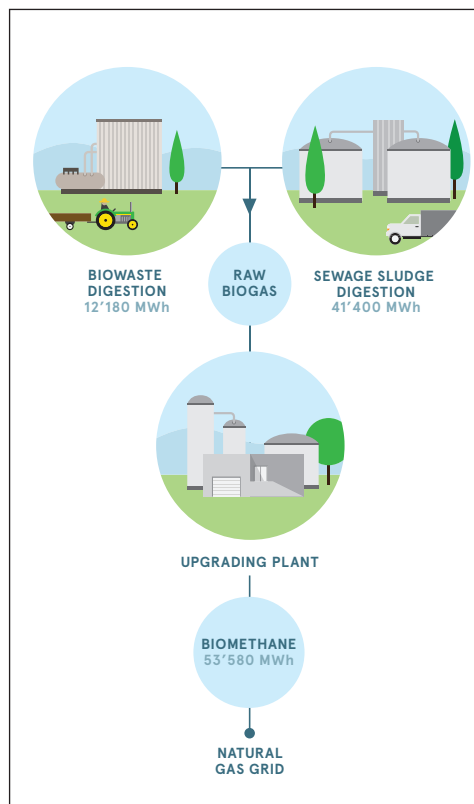 BIOWASTE
DIGESTION
12’180 MWh
RAW
BIOGAS
SEWAGE SLUDGE
DIGESTION
41’400 MWh
UPGRADING PLANT
BIOMETHANE
53’580 MWh
NATURAL
GAS GRID